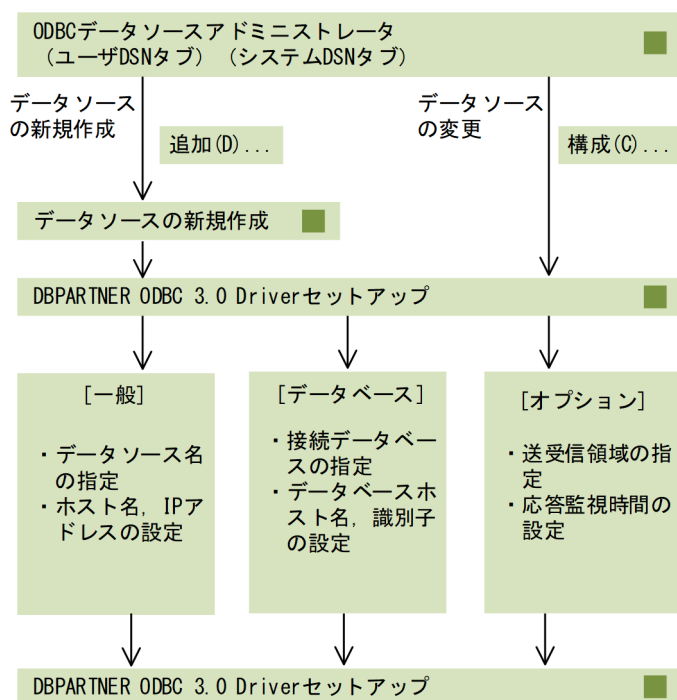 ODBCデータソースアドミニストレータ
（ユーザDSNタブ）（システムDSNタブ）
データソース
の新規作成
追加(D)...
データソース
の変更
構成(C)...
データソースの新規作成
DBPARTNER ODBC 3.0 Driverセットアップ
[一般]
・データソース名
の指定
・ホスト名，IPア
ドレスの設定
[データベース]
・接続データベー
スの指定
・データベースホ
スト名，識別子
の設定
[オプション]
・送受信領域の指
定
・応答監視時間の
設定
DBPARTNER ODBC 3.0 Driverセットアップ